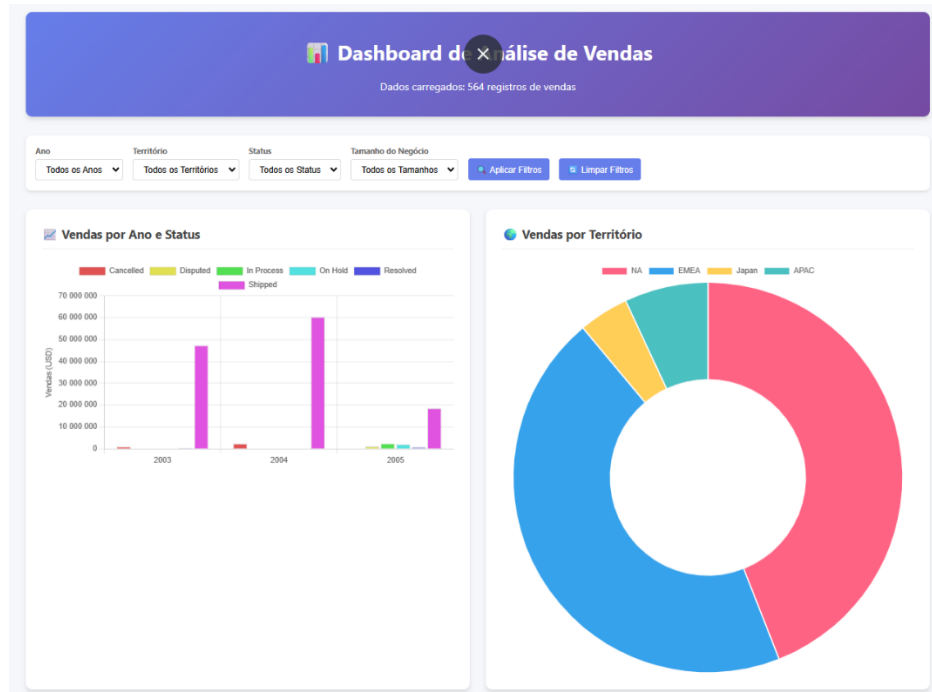 📊 Dashboard de Análise de Vendas
Dados carregados: 564 registros de vendas
Ano
Território
Status
Tamanho do Negócio
Todos os Anos
Todos os Territórios
Todos os Status
Todos os Tamanhos
Aplicar Filtros
Limpar Filtros
Vendas por Ano e Status
Cancelled Disputed In Process On Hold Resolved
Shipped
Vendas (USD)
70 000 000
60 000 000
50 000 000
40 000 000
30 000 000
20 000 000
10 000 000
0
2003 2004 2005
Vendas por Território
NA EMEA Japan APAC